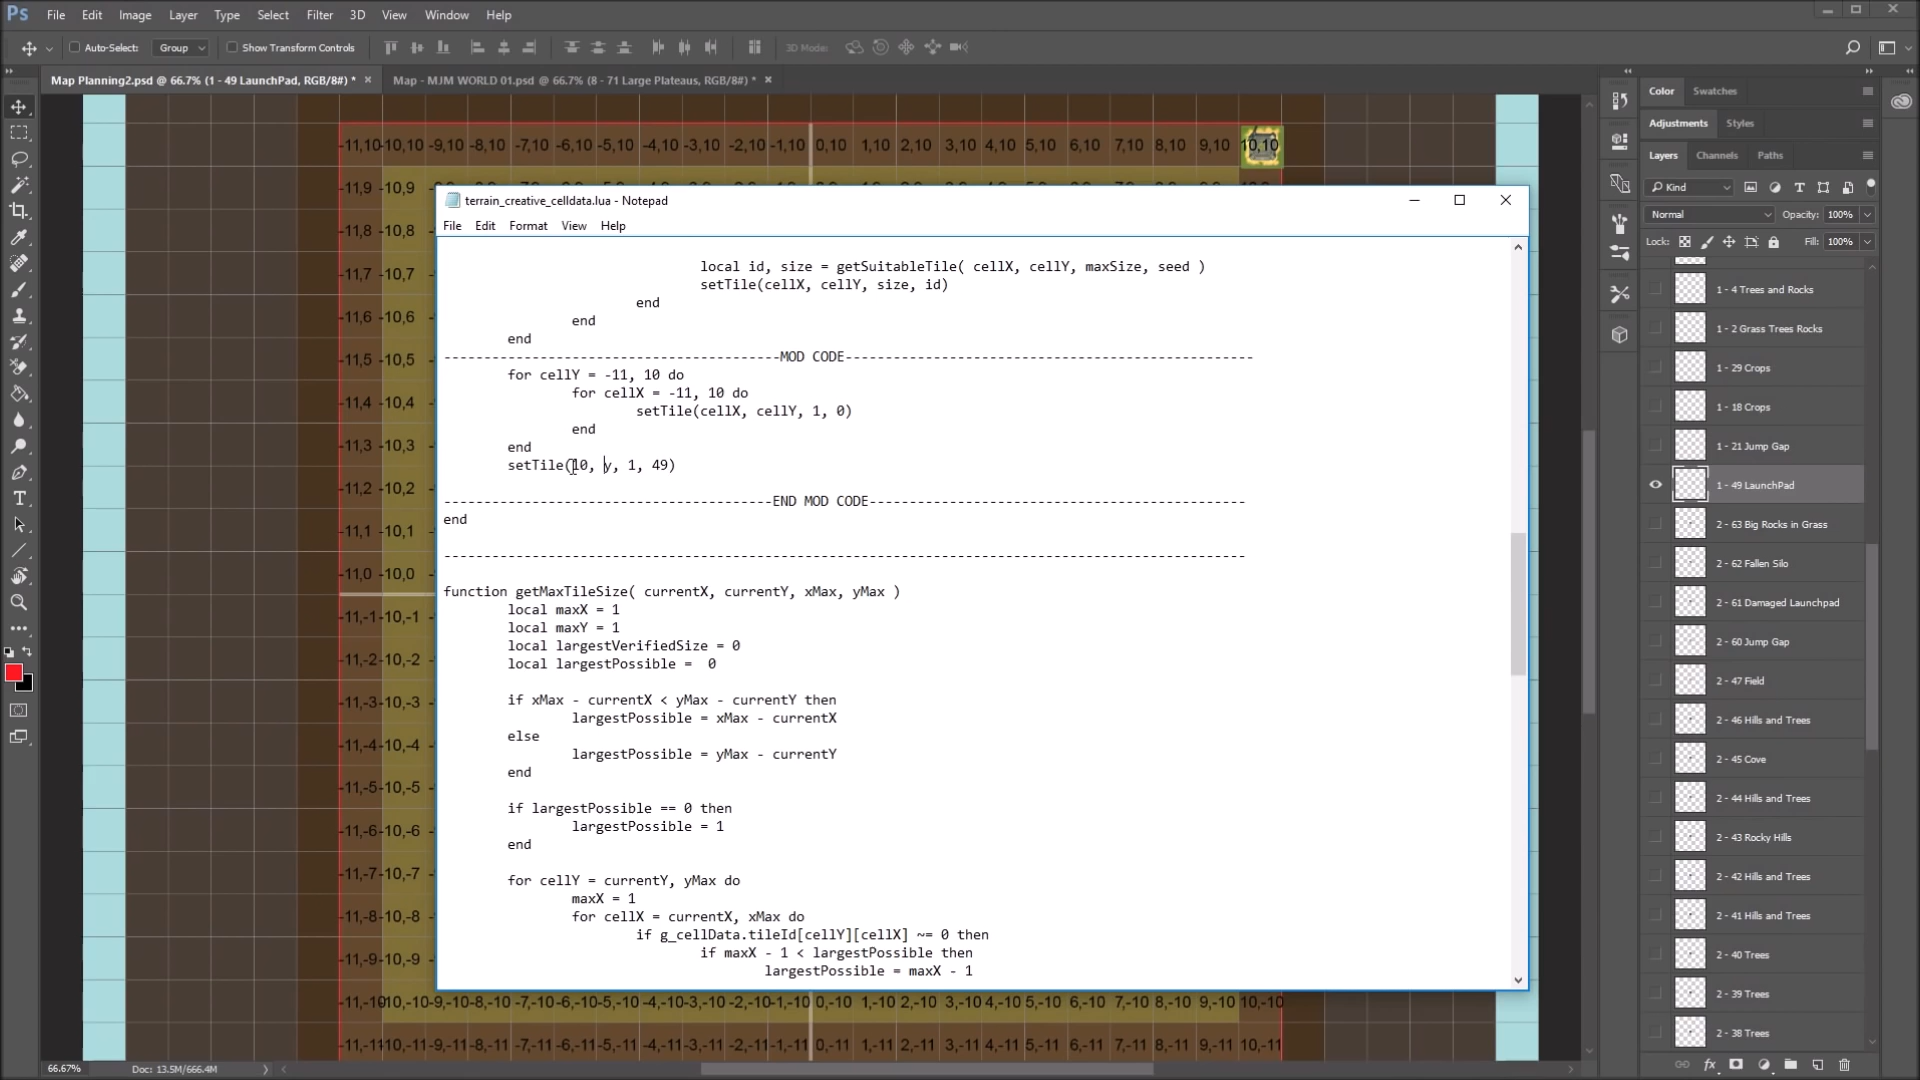 Ps File Edit Image Layer Type Select Filter 3D View Window Help
Auto-Select: Group Show Transform Controls 3D Mode:
Map Planning2.psd @ 66.7% (1 - 49 LaunchPad, RGB/8#) * × Map - MJM WORLD 01.psd @ 66.7% (8 - 71 Large Plateaus, RGB/8#) * ×
-11,10 -10,10 -9,10 -8,10 -7,10 -6,10 -5,10 -4,10 -3,10 -2,10 -1,10 0,10 1,10 2,10 3,10 4,10 5,10 6,10 7,10 8,10 9,10 10,10
-11,9 -10,9
-11,8 -10,8
-11,7 -10,7
-11,6 -10,6
-11,5 -10,5
-11,4 -10,4
-11,3 -10,3
-11,2 -10,2
-11,1 -10,1
-11,0 -10,0
-11,-1 -10,-1
-11,-2 -10,-2
-11,-3 -10,-3
-11,-4 -10,-4
-11,-5 -10,-5
-11,-6 -10,-6
-11,-7 -10,-7
-11,-8 -10,-8
-11,-9 -10,-9
-11,-10 -10,-10 -9,-10 -8,-10 -7,-10 -6,-10 -5,-10 -4,-10 -3,-10 -2,-10 -1,-10 0,-10 1,-10 2,-10 3,-10 4,-10 5,-10 6,-10 7,-10 8,-10 9,-10 10,-10
-11,-11 -10,-11 -9,-11 -8,-11 -7,-11 -6,-11 -5,-11 -4,-11 -3,-11 -2,-11 -1,-11 0,-11 1,-11 2,-11 3,-11 4,-11 5,-11 6,-11 7,-11 8,-11 9,-11 10,-11
terrain_creative_celldata.lua - Notepad
File Edit Format View Help
local id, size = getSuitableTile( cellX, cellY, maxSize, seed )
setTile(cellX, cellY, size, id)
end
end
end
------------------------------------------MOD CODE---------------------------------------------------
for cellY = -11, 10 do
for cellX = -11, 10 do
setTile(cellX, cellY, 1, 0)
end
end
setTile(10, y, 1, 49)
-----------------------------------------END MOD CODE-----------------------------------------------
end
----------------------------------------------------------------------------------------------------
function getMaxTileSize( currentX, currentY, xMax, yMax )
local maxX = 1
local maxY = 1
local largestVerifiedSize = 0
local largestPossible =  0
if xMax - currentX < yMax - currentY then
largestPossible = xMax - currentX
else
largestPossible = yMax - currentY
end
if largestPossible == 0 then
largestPossible = 1
end
for cellY = currentY, yMax do
maxX = 1
for cellX = currentX, xMax do
if g_cellData.tileId[cellY][cellX] ~= 0 then
if maxX - 1 < largestPossible then
largestPossible = maxX - 1
Color Swatches
Adjustments Styles
Layers Channels Paths
Kind
Normal Opacity: 100%
Lock: Fill: 100%
1 - 4 Trees and Rocks
1 - 2 Grass Trees Rocks
1 - 29 Crops
1 - 18 Crops
1 - 21 Jump Gap
1 - 49 LaunchPad
2 - 63 Big Rocks in Grass
2 - 62 Fallen Silo
2 - 61 Damaged Launchpad
2 - 60 Jump Gap
2 - 47 Field
2 - 46 Hills and Trees
2 - 45 Cove
2 - 44 Hills and Trees
2 - 43 Rocky Hills
2 - 42 Hills and Trees
2 - 41 Hills and Trees
2 - 40 Trees
2 - 39 Trees
2 - 38 Trees
66.67% Doc: 13.5M/666.4M